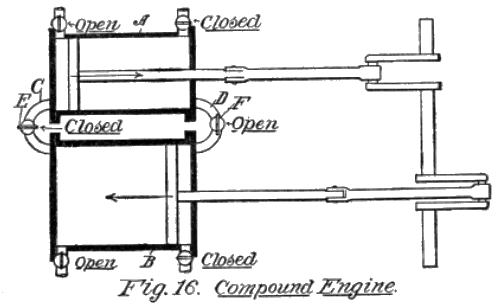 Open A Closed
C D
E F
Closed Open
Open B Closed
Fig. 16. Compound Engine.